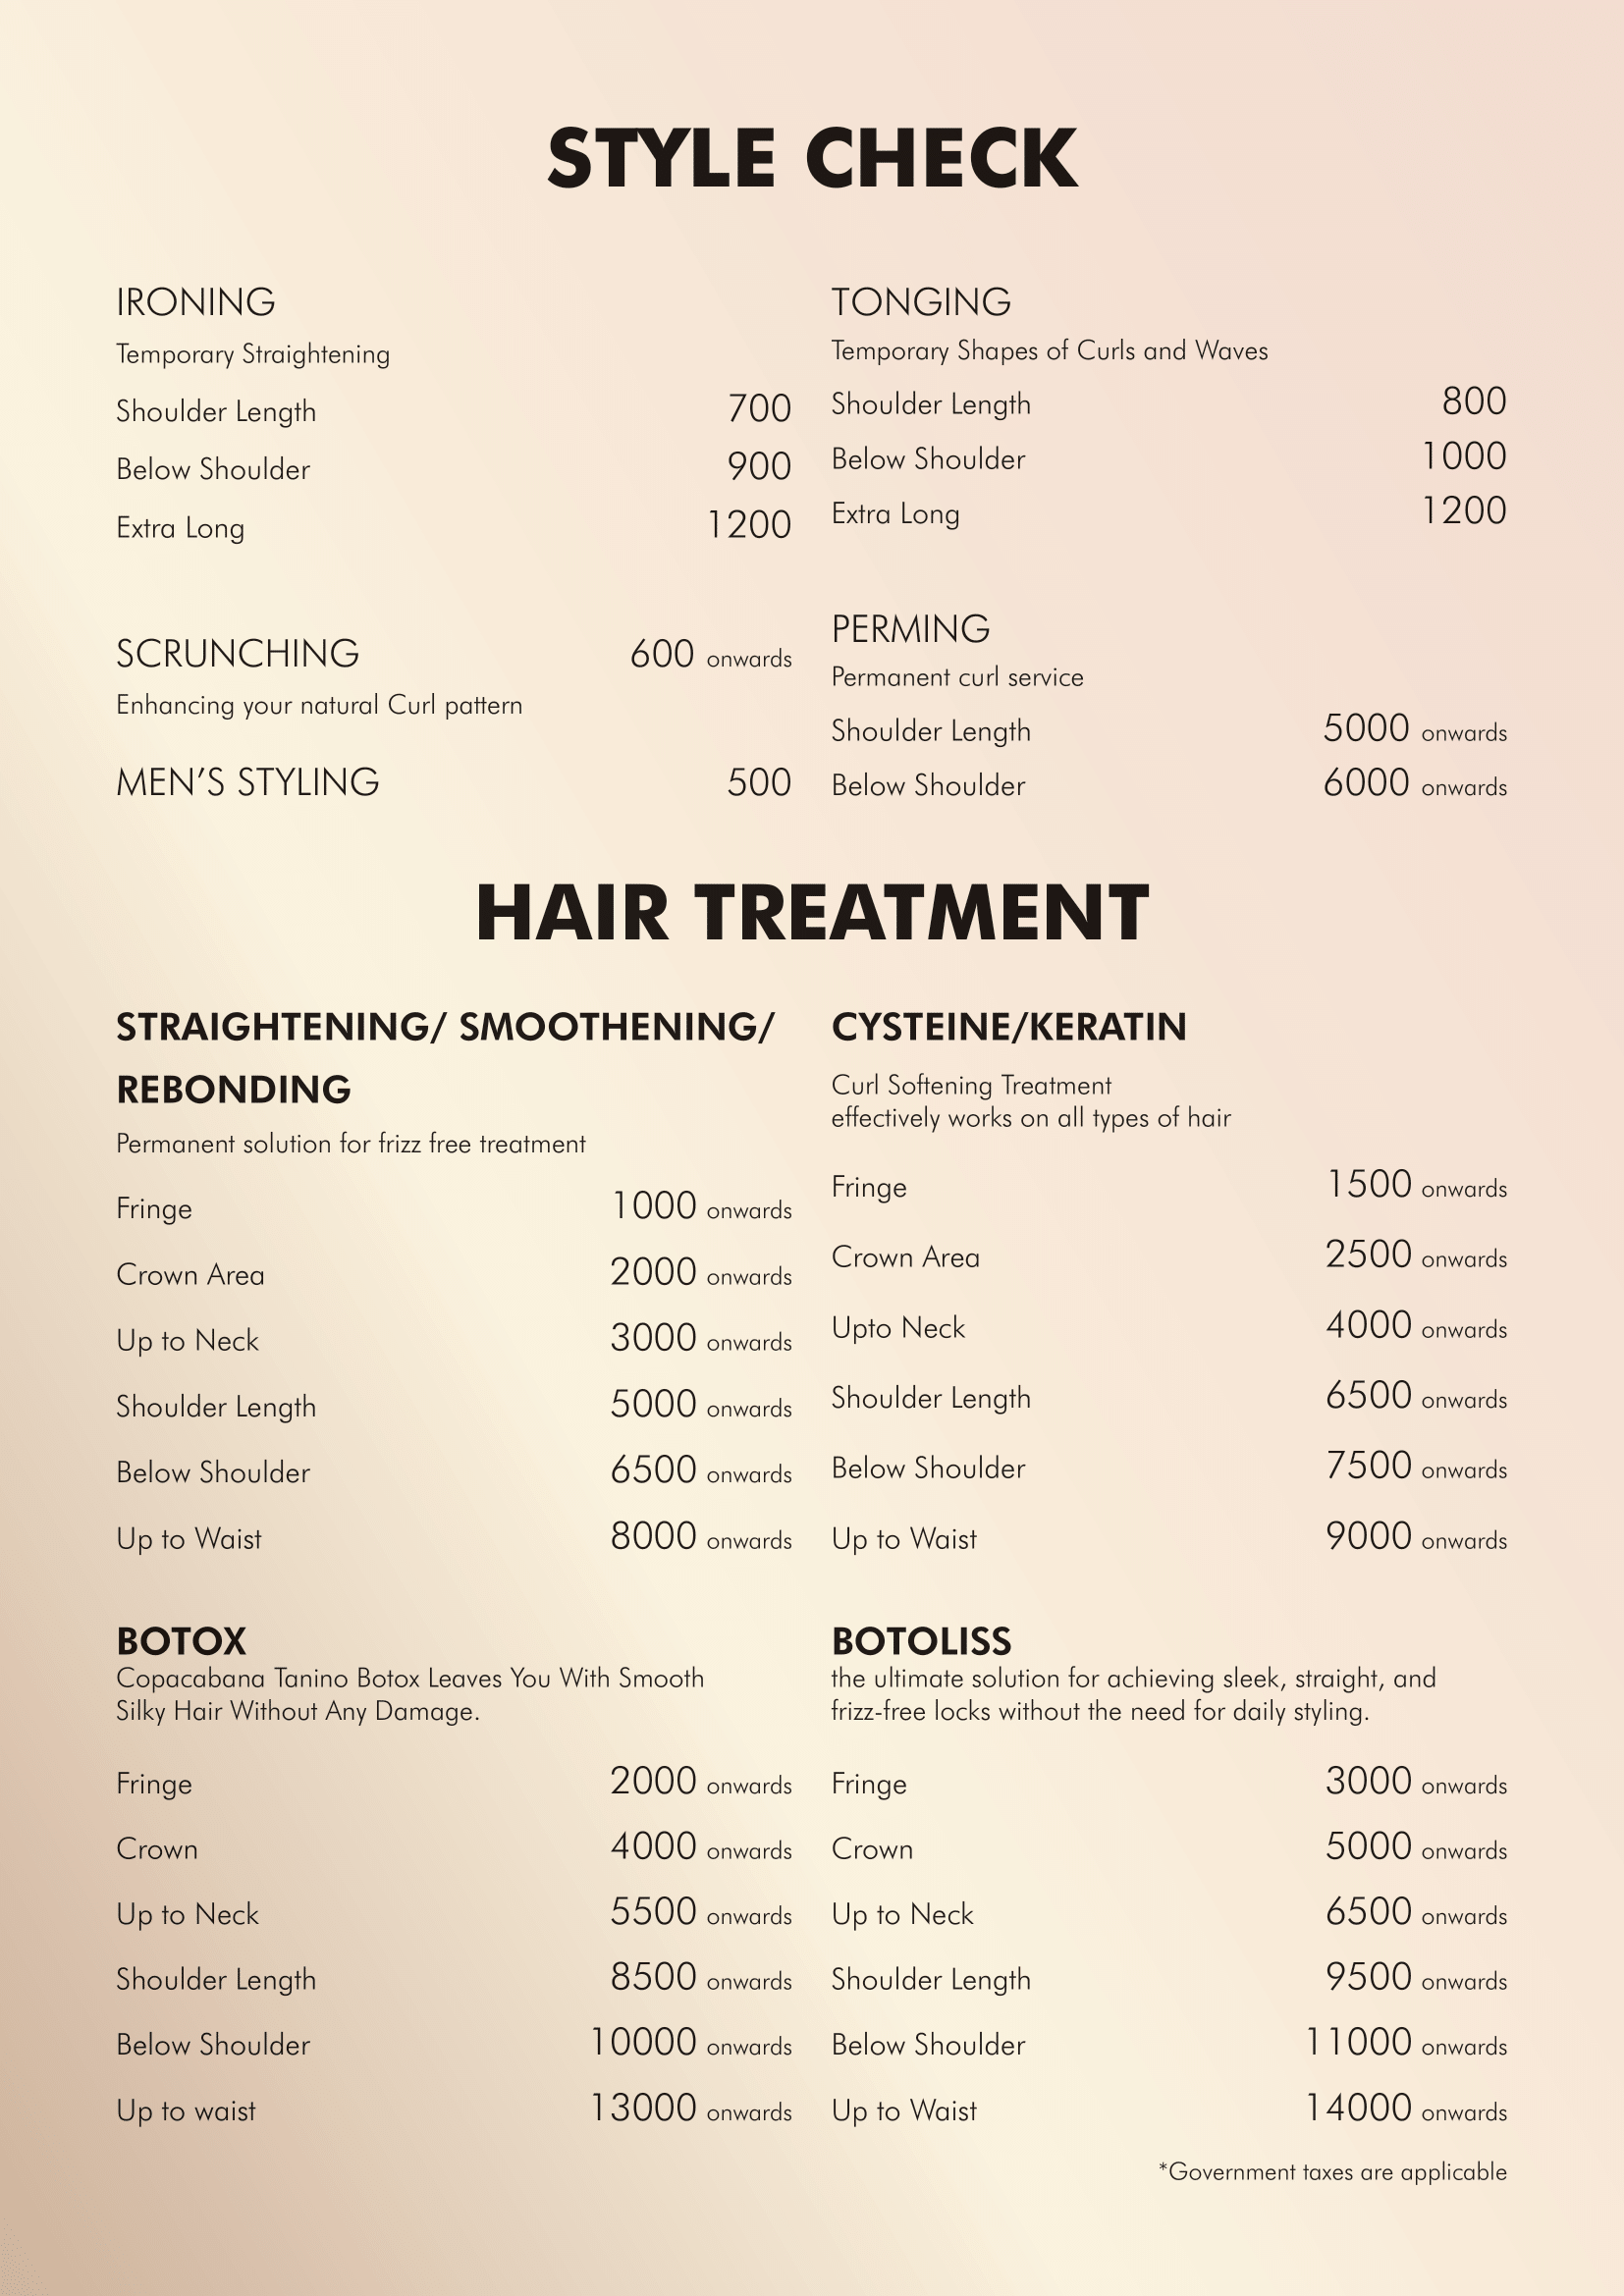 STYLE CHECK
IRONING
Temporary Straightening
Shoulder Length 700
Below Shoulder 900
Extra Long 1200
SCRUNCHING 600 onwards
Enhancing your natural Curl pattern
MEN’S STYLING 500
TONGING
Temporary Shapes of Curls and Waves
Shoulder Length 800
Below Shoulder 1000
Extra Long 1200
PERMING
Permanent curl service
Shoulder Length 5000 onwards
Below Shoulder 6000 onwards
HAIR TREATMENT
STRAIGHTENING/ SMOOTHENING/
REBONDING
Permanent solution for frizz free treatment
Fringe 1000 onwards
Crown Area 2000 onwards
Up to Neck 3000 onwards
Shoulder Length 5000 onwards
Below Shoulder 6500 onwards
Up to Waist 8000 onwards
CYSTEINE/KERATIN
Curl Softening Treatment
effectively works on all types of hair
Fringe 1500 onwards
Crown Area 2500 onwards
Upto Neck 4000 onwards
Shoulder Length 6500 onwards
Below Shoulder 7500 onwards
Up to Waist 9000 onwards
BOTOX
Copacabana Tanino Botox Leaves You With Smooth
Silky Hair Without Any Damage.
Fringe 2000 onwards
Crown 4000 onwards
Up to Neck 5500 onwards
Shoulder Length 8500 onwards
Below Shoulder 10000 onwards
Up to waist 13000 onwards
BOTOLISS
the ultimate solution for achieving sleek, straight, and
frizz-free locks without the need for daily styling.
Fringe 3000 onwards
Crown 5000 onwards
Up to Neck 6500 onwards
Shoulder Length 9500 onwards
Below Shoulder 11000 onwards
Up to Waist 14000 onwards
*Government taxes are applicable